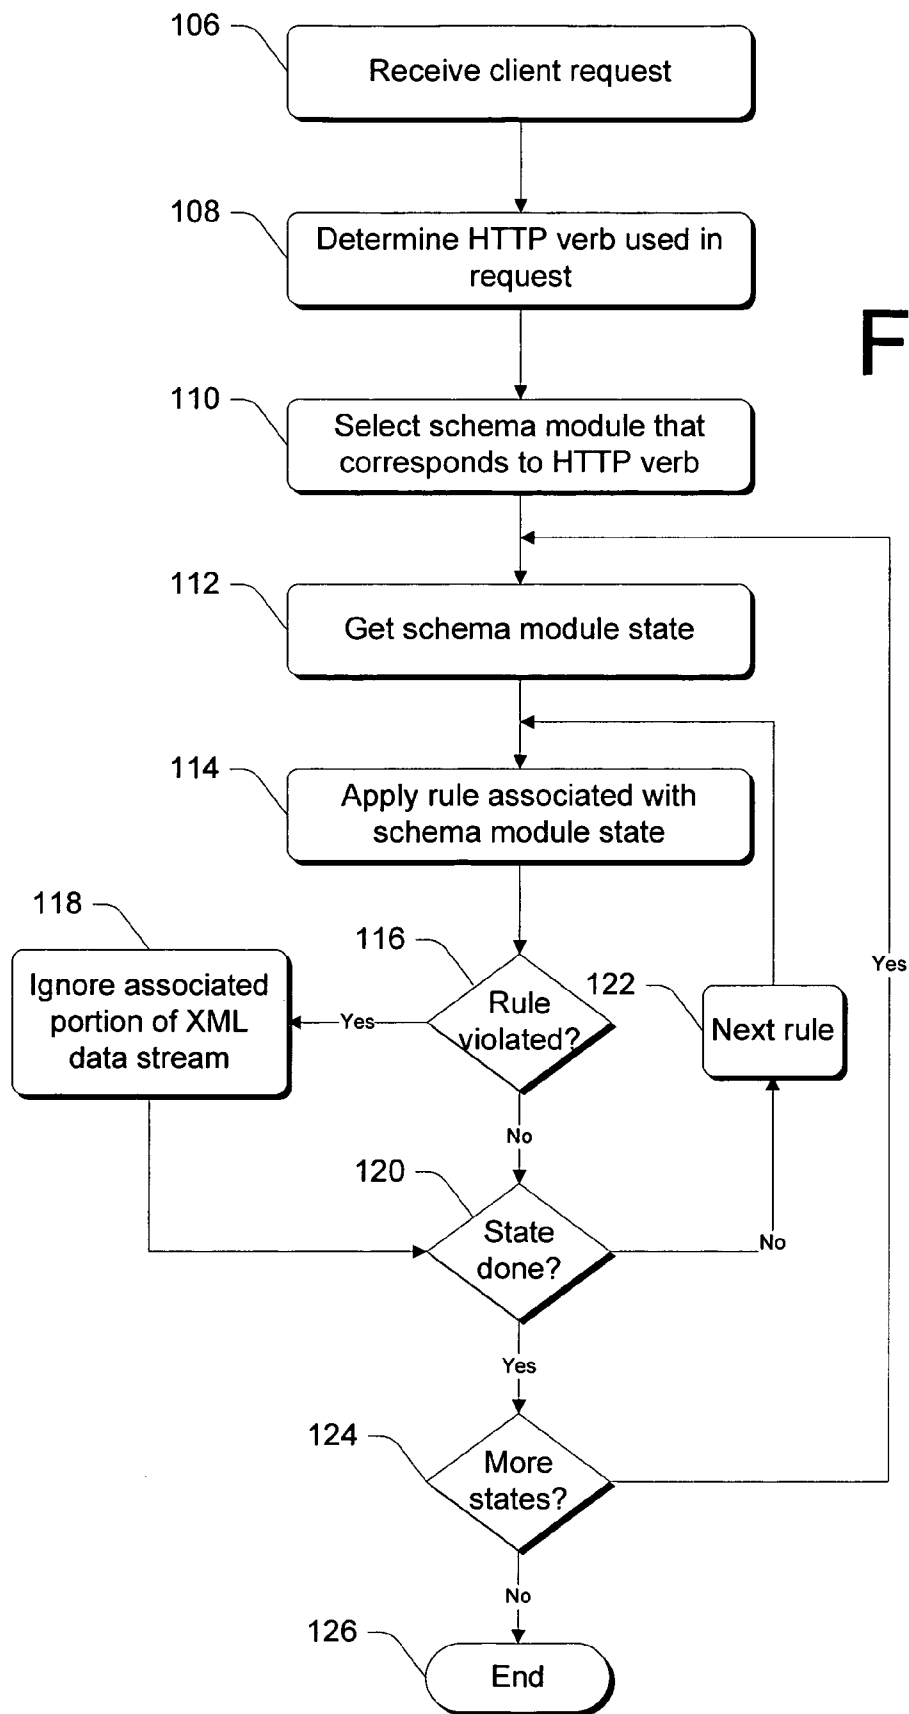 106
Receive client request
108
Determine HTTP verb used in
request
F
110
Select schema module that
corresponds to HTTP verb
112
Get schema module state
114
Apply rule associated with
schema module state
118
Ignore associated
portion of XML
data stream
116
Rule
violated?
Yes
No
122
Next rule
Yes
120
State
done?
No
Yes
124
More
states?
No
126
End